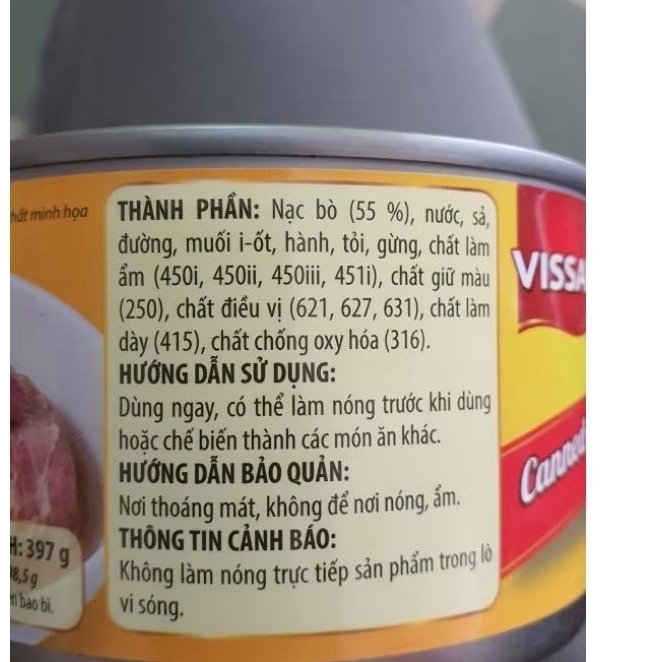 hất minh họa
THÀNH PHẦN: Nạc bò (55 %), nước, sả,
đường, muối i-ốt, hành, tỏi, gừng, chất làm
ẩm (450i, 450ii, 450iii, 451i), chất giữ màu
(250), chất điều vị (621, 627, 631), chất làm
dày (415), chất chống oxy hóa (316).
HƯỚNG DẪN SỬ DỤNG:
Dùng ngay, có thể làm nóng trước khi dùng
hoặc chế biến thành các món ăn khác.
HƯỚNG DẪN BẢO QUẢN:
Nơi thoáng mát, không để nơi nóng, ẩm.
THÔNG TIN CẢNH BÁO:
Không làm nóng trực tiếp sản phẩm trong lò
vi sóng.
H: 397 g
8,5 g
bao bì.
VISSA
Canned